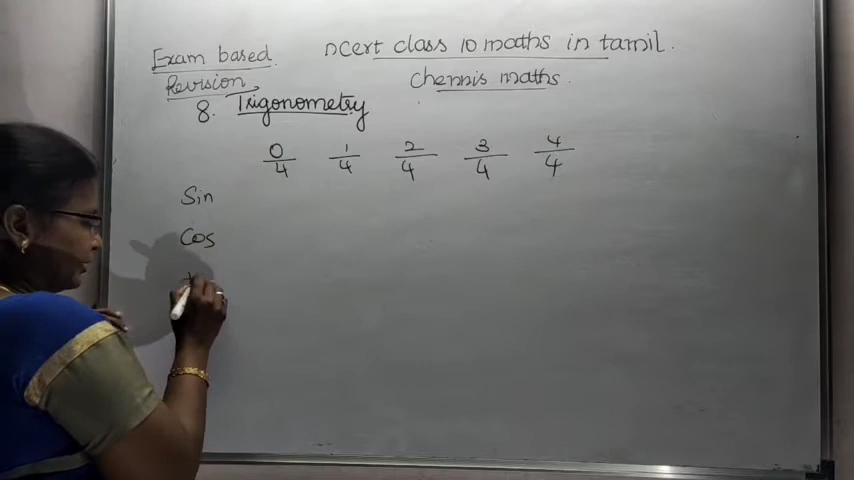 Exam based ncert class 10 maths in tamil.
Revision chennis maths.
8. Trigonometry
0/4 1/4 2/4 3/4 4/4
Sin
Cos